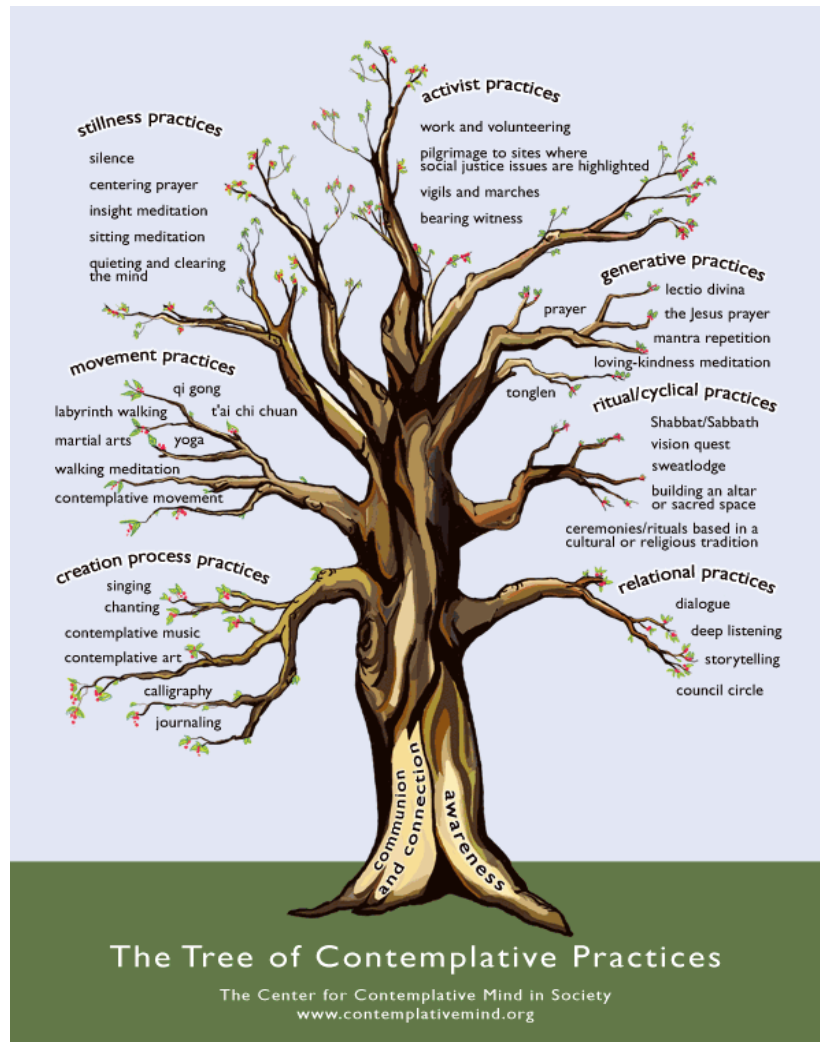 stillness practices
silence
centering prayer
insight meditation
sitting meditation
quieting and clearing
the mind
activist practices
work and volunteering
pilgrimage to sites where
social justice issues are highlighted
vigils and marches
bearing witness
generative practices
prayer
lectio divina
the Jesus prayer
mantra repetition
loving-kindness meditation
tonglen
movement practices
qi gong
labyrinth walking
t'ai chi chuan
martial arts
yoga
walking meditation
contemplative movement
ritual/cyclical practices
Shabbat/Sabbath
vision quest
sweatlodge
building an altar
or sacred space
ceremonies/rituals based in a
cultural or religious tradition
creation process practices
singing
chanting
contemplative music
contemplative art
calligraphy
journaling
relational practices
dialogue
deep listening
storytelling
council circle
communion
and connection
awareness
The Tree of Contemplative Practices
The Center for Contemplative Mind in Society
www.contemplativemind.org